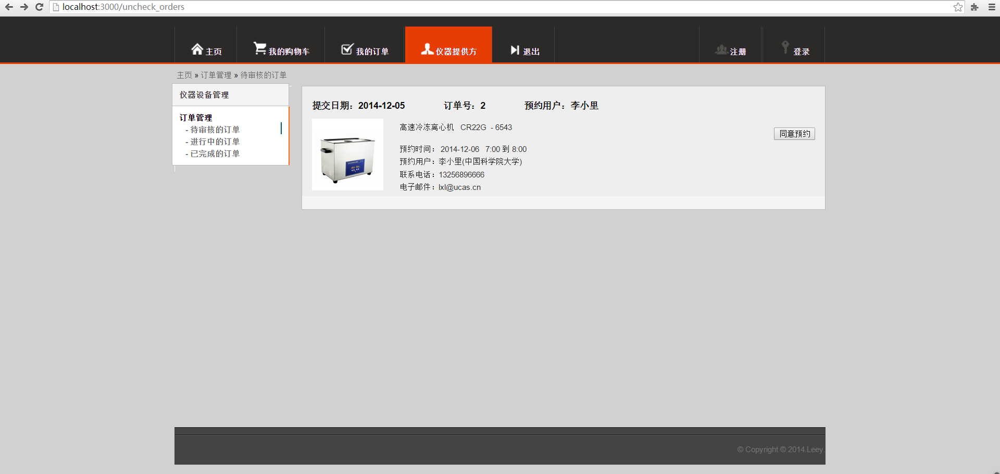 localhost:3000/uncheck_orders
主页 我的购物车 我的订单 仪器提供方 退出 注册 登录
主页 » 订单管理 » 待审核的订单
仪器设备管理
订单管理
- 待审核的订单
- 进行中的订单
- 已完成的订单
提交日期：2014-12-05 订单号：2 预约用户：李小里
高速冷冻离心机 CR22G - 6543
同意预约
预约时间： 2014-12-06 7:00 到 8:00
预约用户：李小里(中国科学院大学)
联系电话：13256896666
电子邮件：lxl@ucas.cn
© Copyright © 2014.Leey.